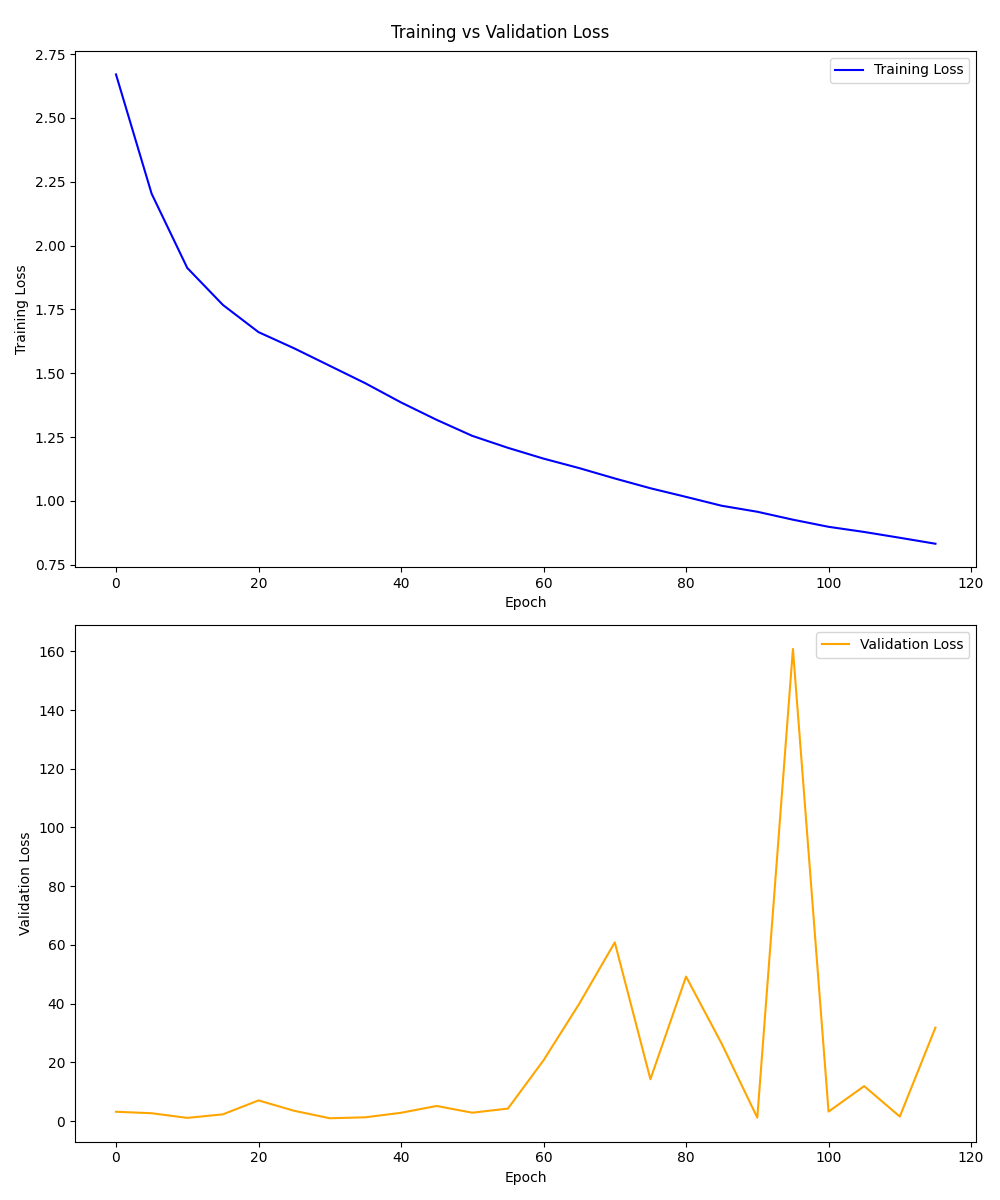 Training vs Validation Loss
Training Loss
2.75
2.50
2.25
2.00
1.75
1.50
1.25
1.00
0.75
Training Loss
0 20 40 60 80 100 120
Epoch
Validation Loss
160
140
120
100
80
60
40
20
0
Validation Loss
0 20 40 60 80 100 120
Epoch